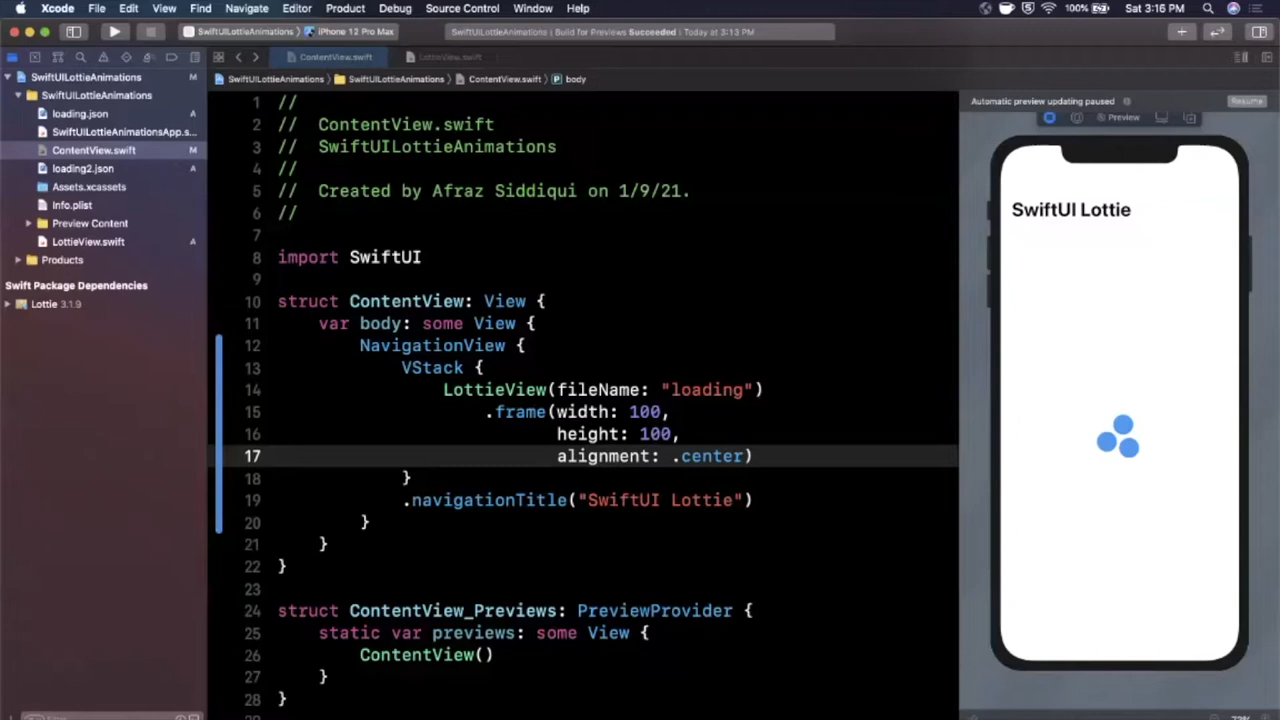 Xcode File Edit View Find Navigate Editor Product Debug Source Control Window Help 100% Sat 3:16 PM
SwiftUILottieAnimations iPhone 12 Pro Max SwiftUILottieAnimations | Build for Previews Succeeded | Today at 3:13 PM
ContentView.swift LottieView.swift
SwiftUILottieAnimations M
SwiftUILottieAnimations SwiftUILottieAnimations ContentView.swift P body
SwiftUILottieAnimations
loading.json A
SwiftUILottieAnimationsApp.s...
ContentView.swift M
loading2.json A
Assets.xcassets
Info.plist
Preview Content
LottieView.swift A
Products
Swift Package Dependencies
Lottie 3.1.9
1 //
2 // ContentView.swift
3 // SwiftUILottieAnimations
4 //
5 // Created by Afraz Siddiqui on 1/9/21.
6 //
7
8 import SwiftUI
9
10 struct ContentView: View {
11 var body: some View {
12 NavigationView {
13 VStack {
14 LottieView(fileName: "loading")
15 .frame(width: 100,
16 height: 100,
17 alignment: .center)
18 }
19 .navigationTitle("SwiftUI Lottie")
20 }
21 }
22 }
23
24 struct ContentView_Previews: PreviewProvider {
25 static var previews: some View {
26 ContentView()
27 }
28 }
Automatic preview updating paused Resume
Preview
SwiftUI Lottie